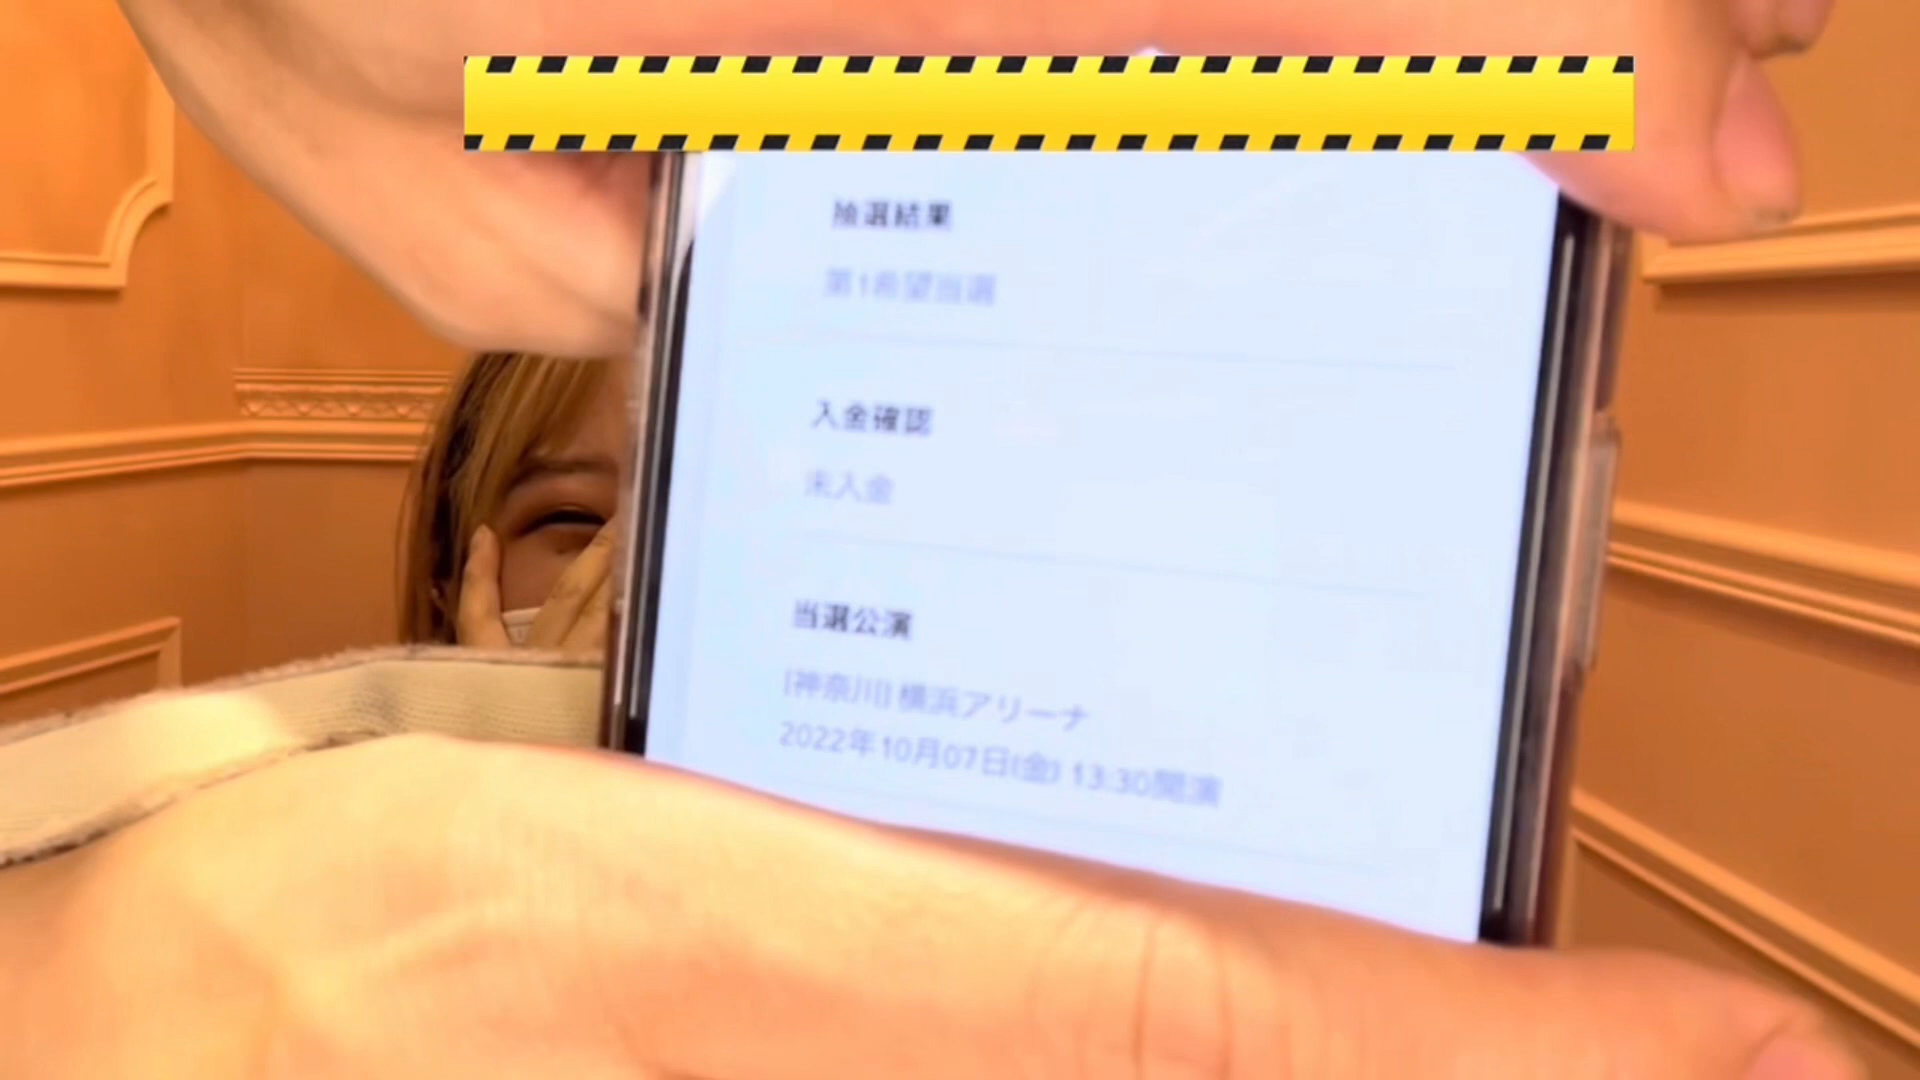 抽選結果
第1希望当選
入金確認
未入金
当選公演
[神奈川] 横浜アリーナ
2022年10月07日(金) 13:30開演